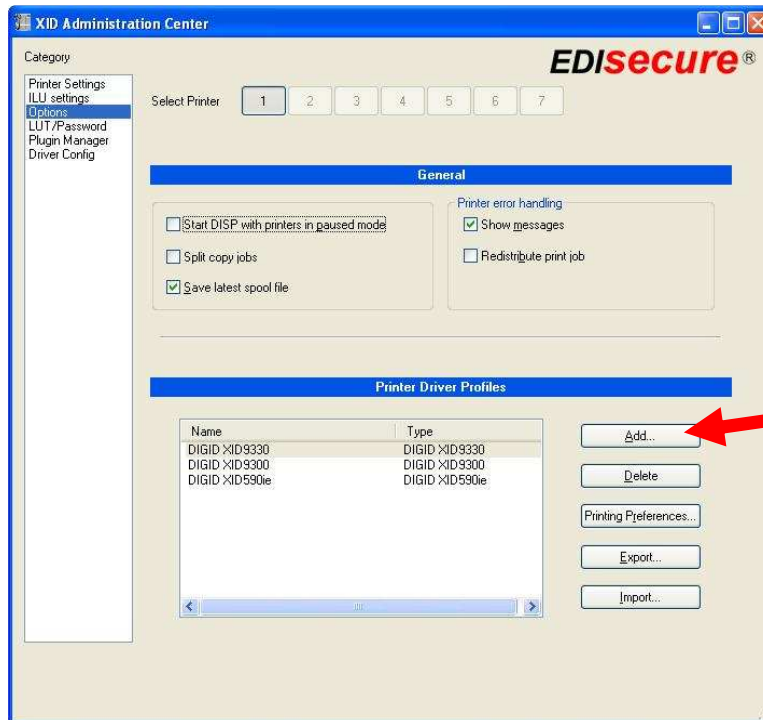 XID Administration Center
Category
EDIsecure®
Printer Settings
ILU settings
Options
LUT/Password
Plugin Manager
Driver Config
Select Printer 1 2 3 4 5 6 7
General
Start DISP with printers in paused mode
Split copy jobs
Save latest spool file
Printer error handling
Show messages
Redistribute print job
Printer Driver Profiles
Name Type
DIGID XID9330 DIGID XID9330
DIGID XID9300 DIGID XID9300
DIGID XID590ie DIGID XID590ie
Add...
Delete
Printing Preferences...
Export...
Import...